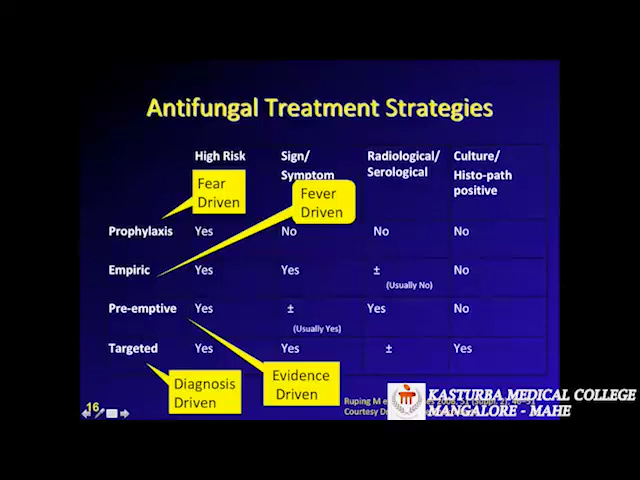 Antifungal Treatment Strategies
High Risk
Sign/
Symptom
Radiological/
Serological
Culture/
Histo-path
positive
Fear
Driven
Fever
Driven
Prophylaxis Yes No No No
Empiric Yes Yes ± No
(Usually No)
Pre-emptive Yes ± Yes No
(Usually Yes)
Targeted Yes Yes ± Yes
Diagnosis
Driven
Evidence
Driven
16
Ruping M
Courtesy
KASTURBA MEDICAL COLLEGE
MANGALORE - MAHE